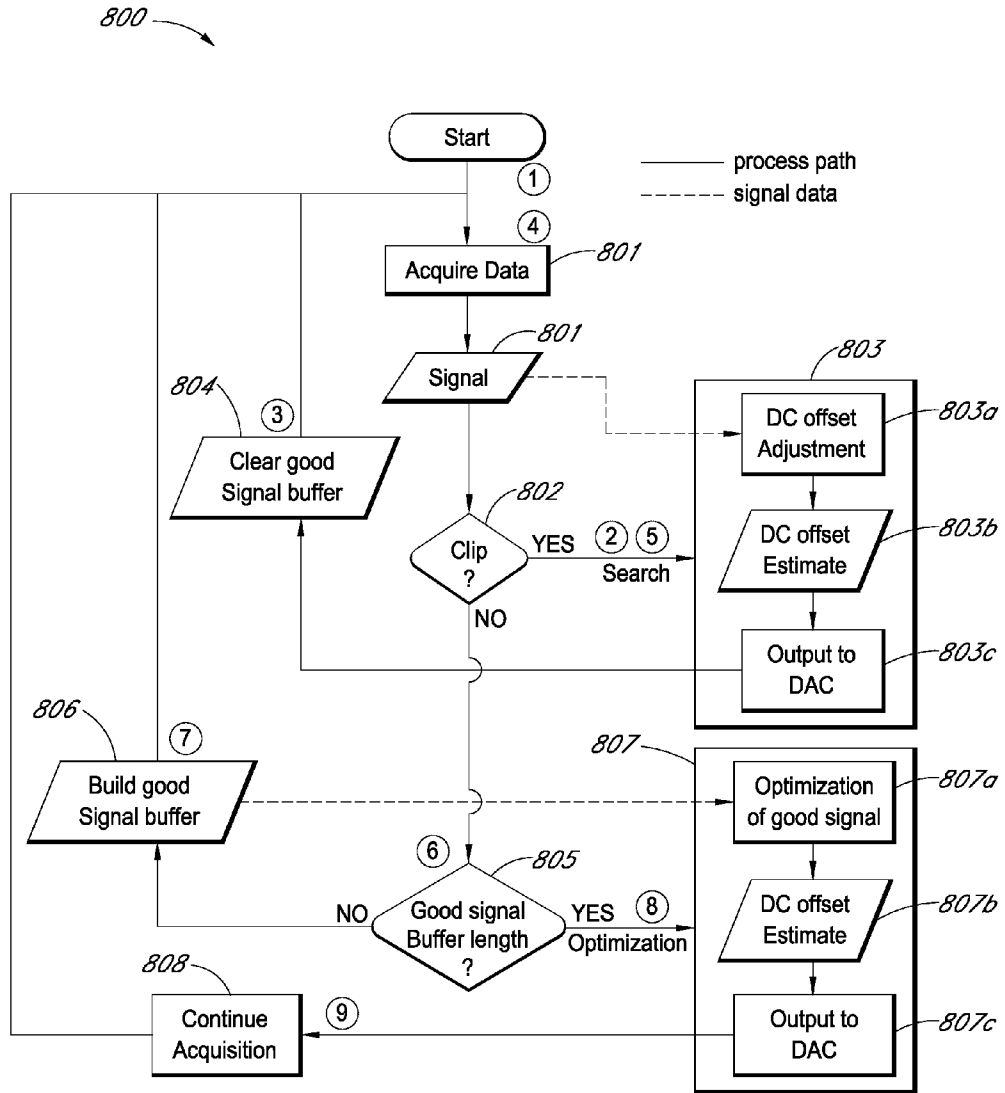 800
Start
process path
signal data
1
4
Acquire Data
801
801
Signal
803
804
3
Clear good
Signal buffer
DC offset
Adjustment
803a
802
Clip
?
YES
2
5
Search
DC offset
Estimate
803b
NO
Output to
DAC
803c
806
7
Build good
Signal buffer
807
Optimization
of good signal
807a
6
805
Good signal
Buffer length
?
NO
YES
8
Optimization
DC offset
Estimate
807b
808
Continue
Acquisition
9
Output to
DAC
807c